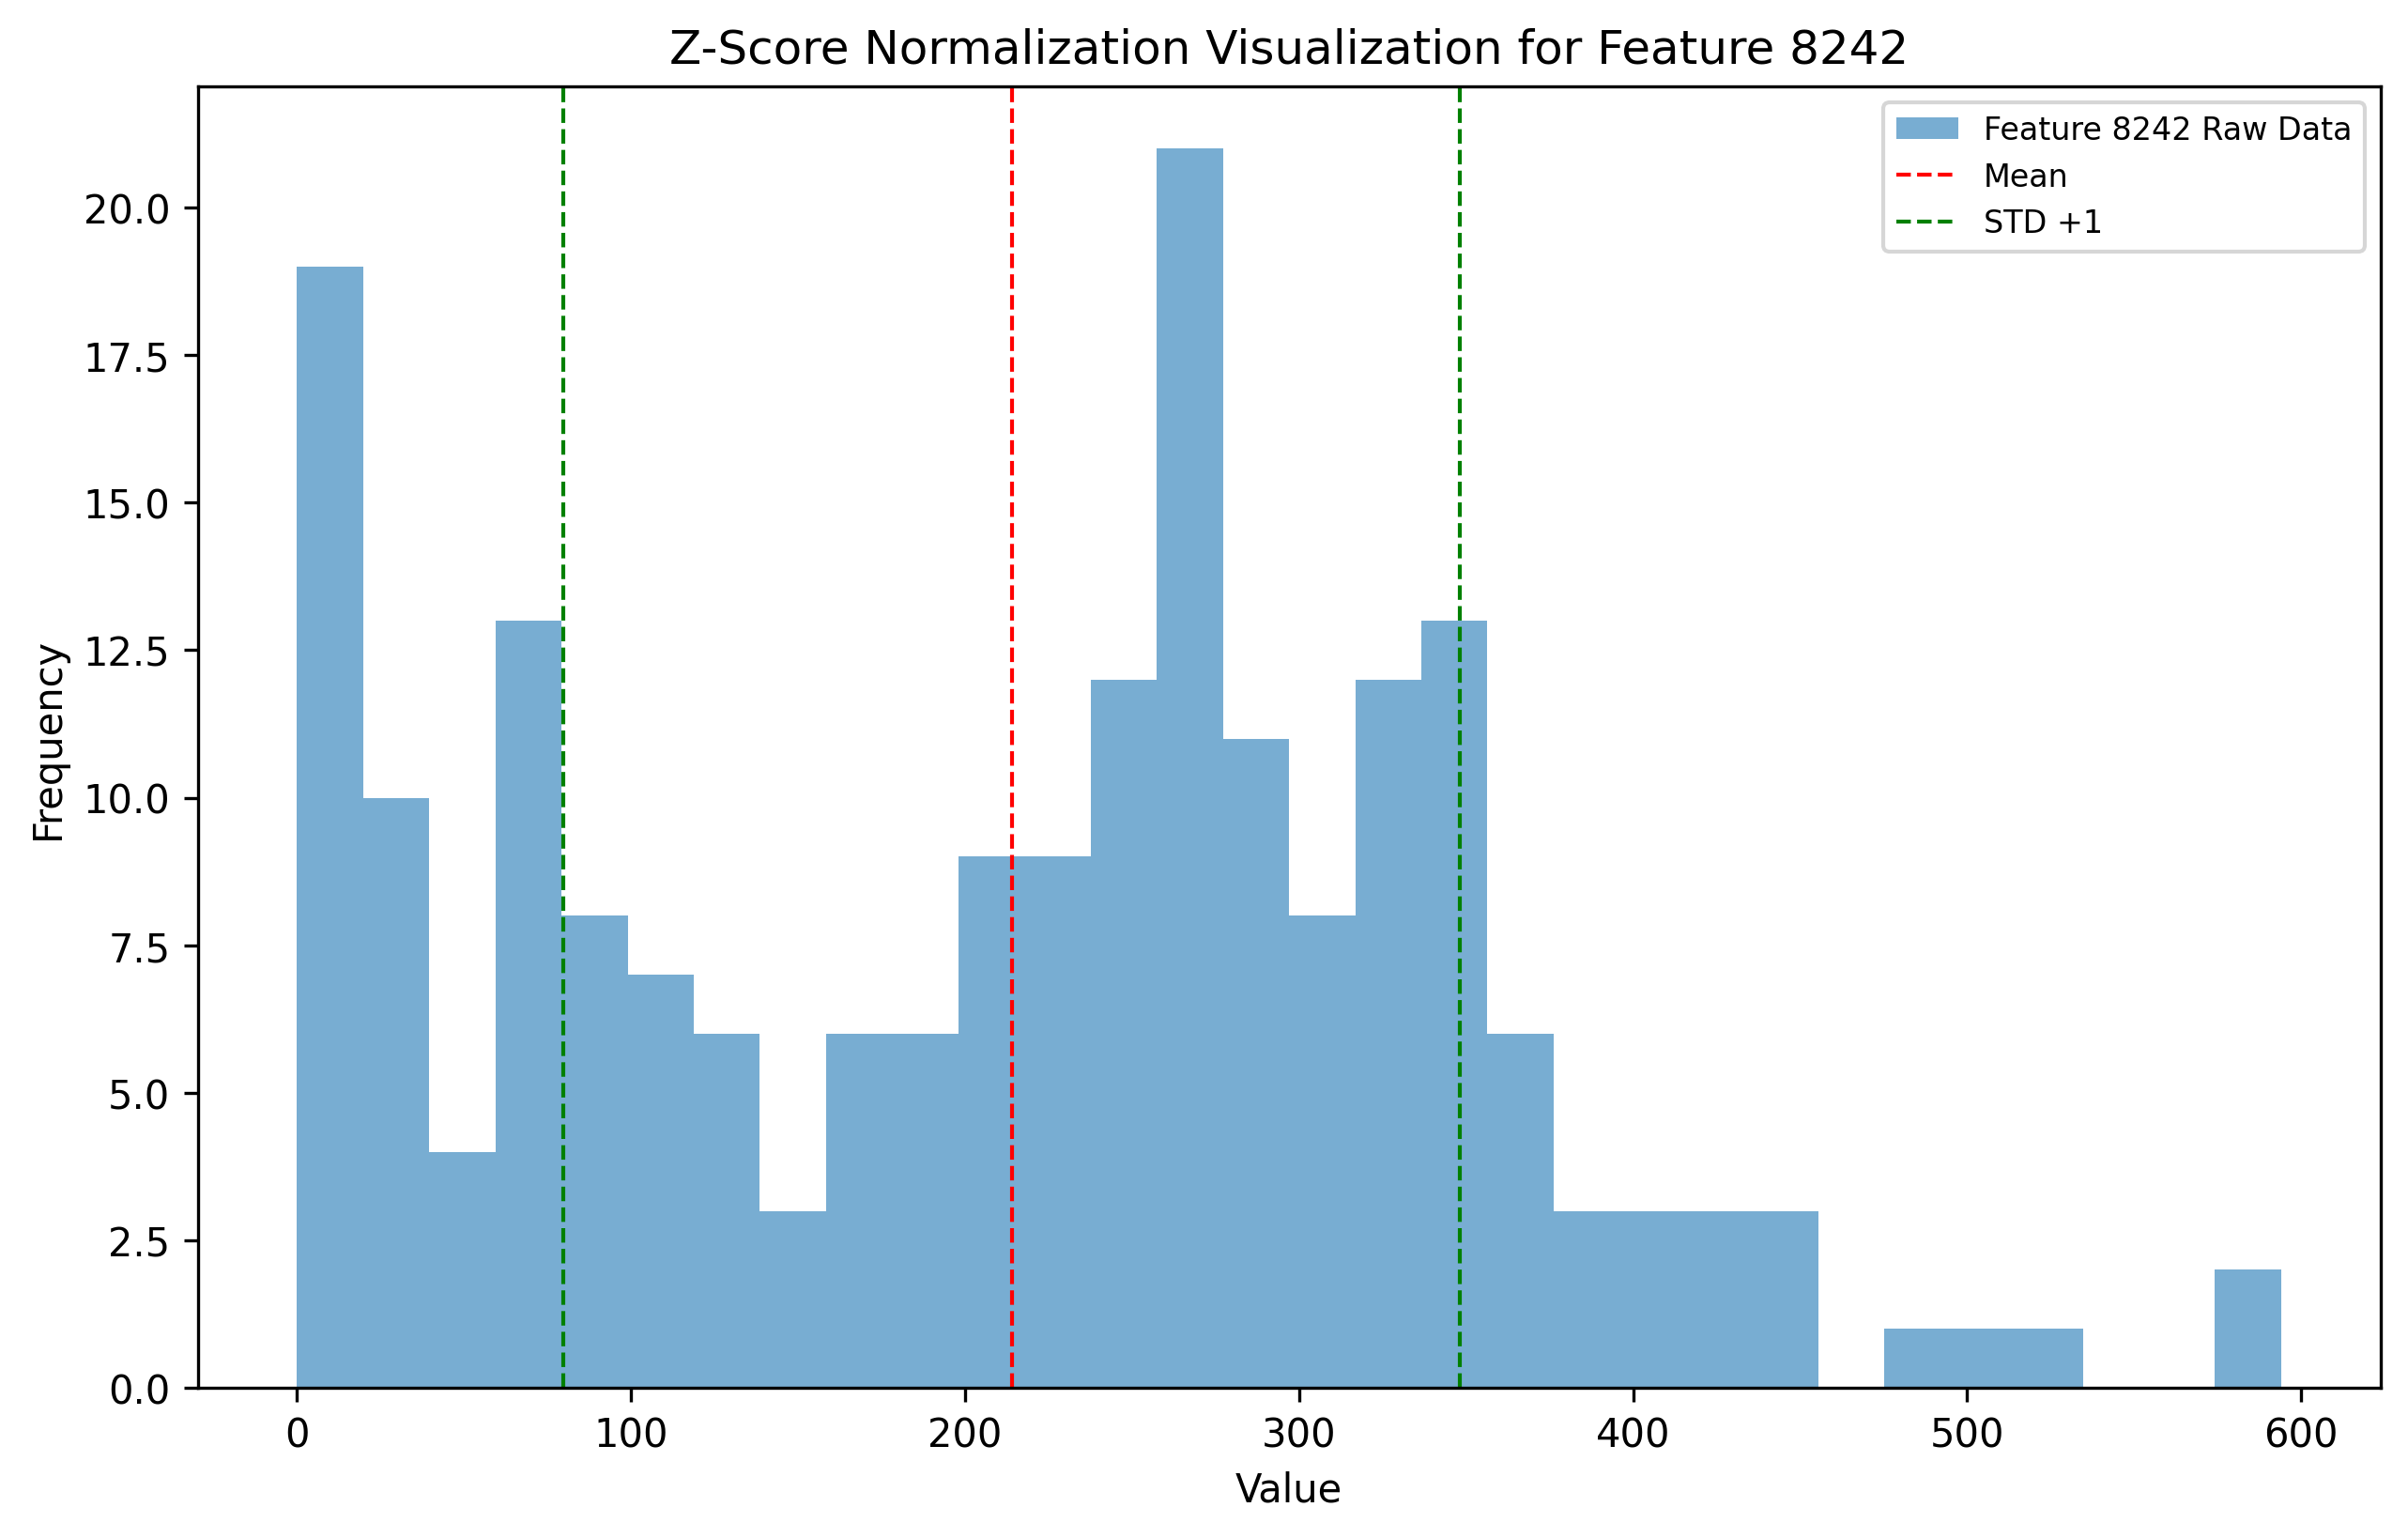 Z-Score Normalization Visualization for Feature 8242
Feature 8242 Raw Data
Mean
STD +1
20.0
17.5
15.0
12.5
10.0
7.5
5.0
2.5
0.0
Frequency
0 100 200 300 400 500 600
Value